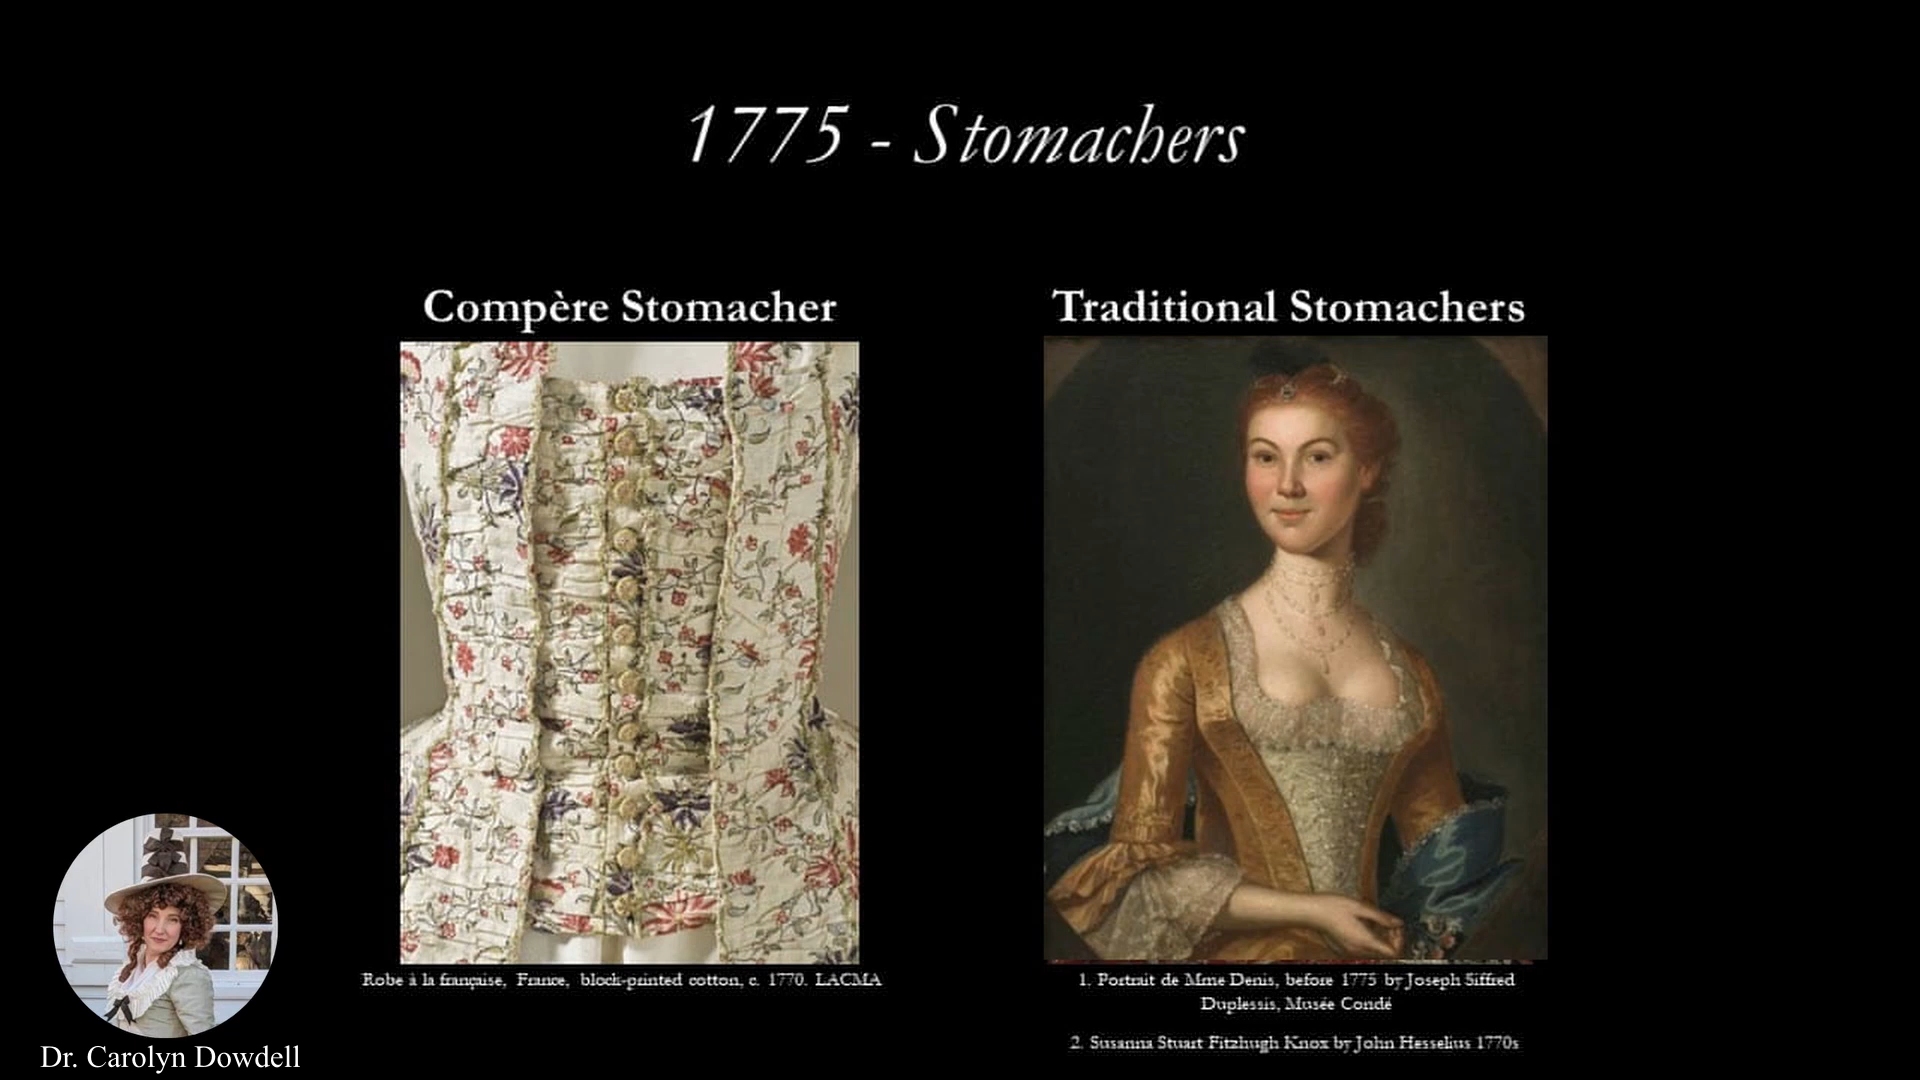 1775 - Stomachers
Compère Stomacher
Traditional Stomachers
Robe à la française, France, block-printed cotton, c. 1770. LACMA
1. Portrait de Mme Denis, before 1775 by Joseph Siffred
Duplessis, Musée Condé
2. Susanna Stuart Fitzhugh Knox by John Hesselius 1770s
Dr. Carolyn Dowdell